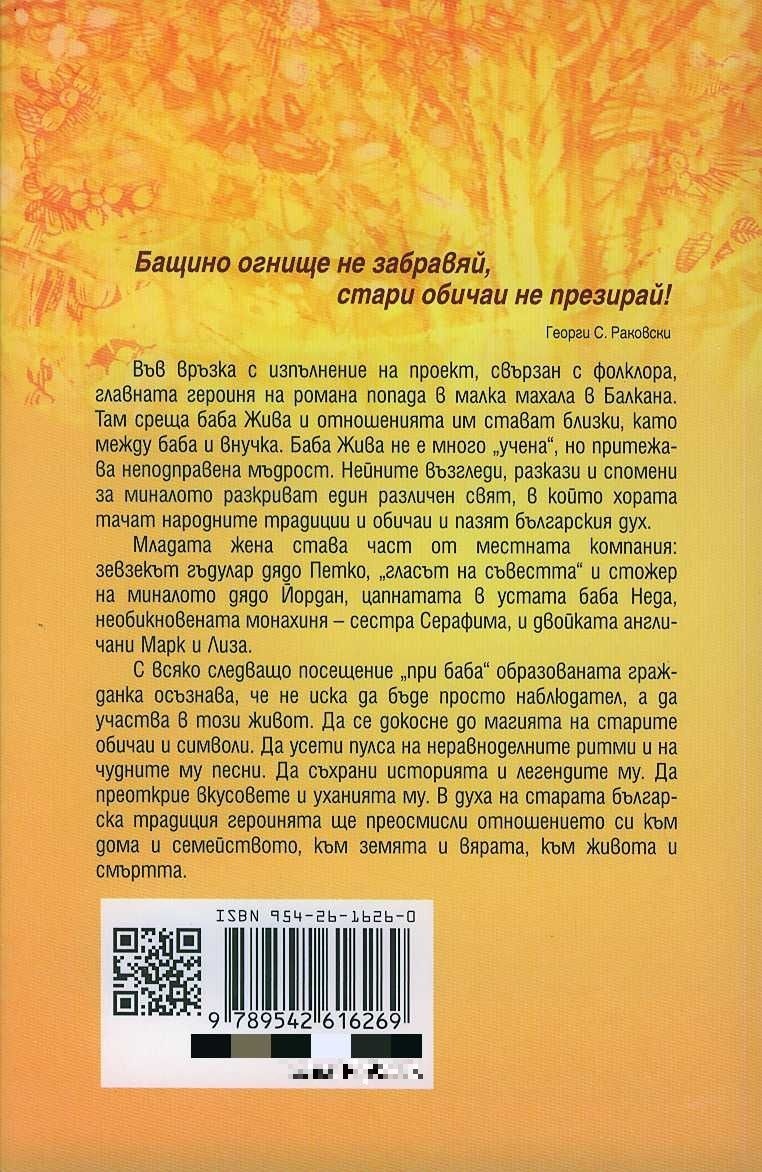 Бащино огнище не забравяй,
стари обичаи не презирай!
Георги С. Раковски
Във връзка с изпълнение на проект, свързан с фолклора,
главната героиня на романа попада в малка махала в Балкана.
Там среща баба Жива и отношенията им стават близки, като
между баба и внучка. Баба Жива не е много „учена“, но притежа-
ва неподправена мъдрост. Нейните възгледи, разкази и спомени
за миналото разкриват един различен свят, в който хората
тачат народните традиции и обичаи и пазят българския дух.
Младата жена става част от местната компания:
зевзекът гъдулар дядо Петко, „гласът на съвестта“ и стожер
на миналото дядо Йордан, цапнатата в устата баба Неда,
необикновената монахиня – сестра Серафима, и двойката англи-
чани Марк и Лиза.
С всяко следващо посещение „при баба“ образованата граж-
данка осъзнава, че не иска да бъде просто наблюдател, а да
участва в този живот. Да се докосне до магията на старите
обичаи и символи. Да усети пулса на неравноделните ритми и на
чудните му песни. Да съхрани историята и легендите му. Да
преоткрие вкусовете и уханията му. В духа на старата българ-
ска традиция героинята ще преосмисли отношението си към
дома и семейството, към земята и вярата, към живота и
смъртта.
ISBN 954-26-1626-0
9 789542 616269